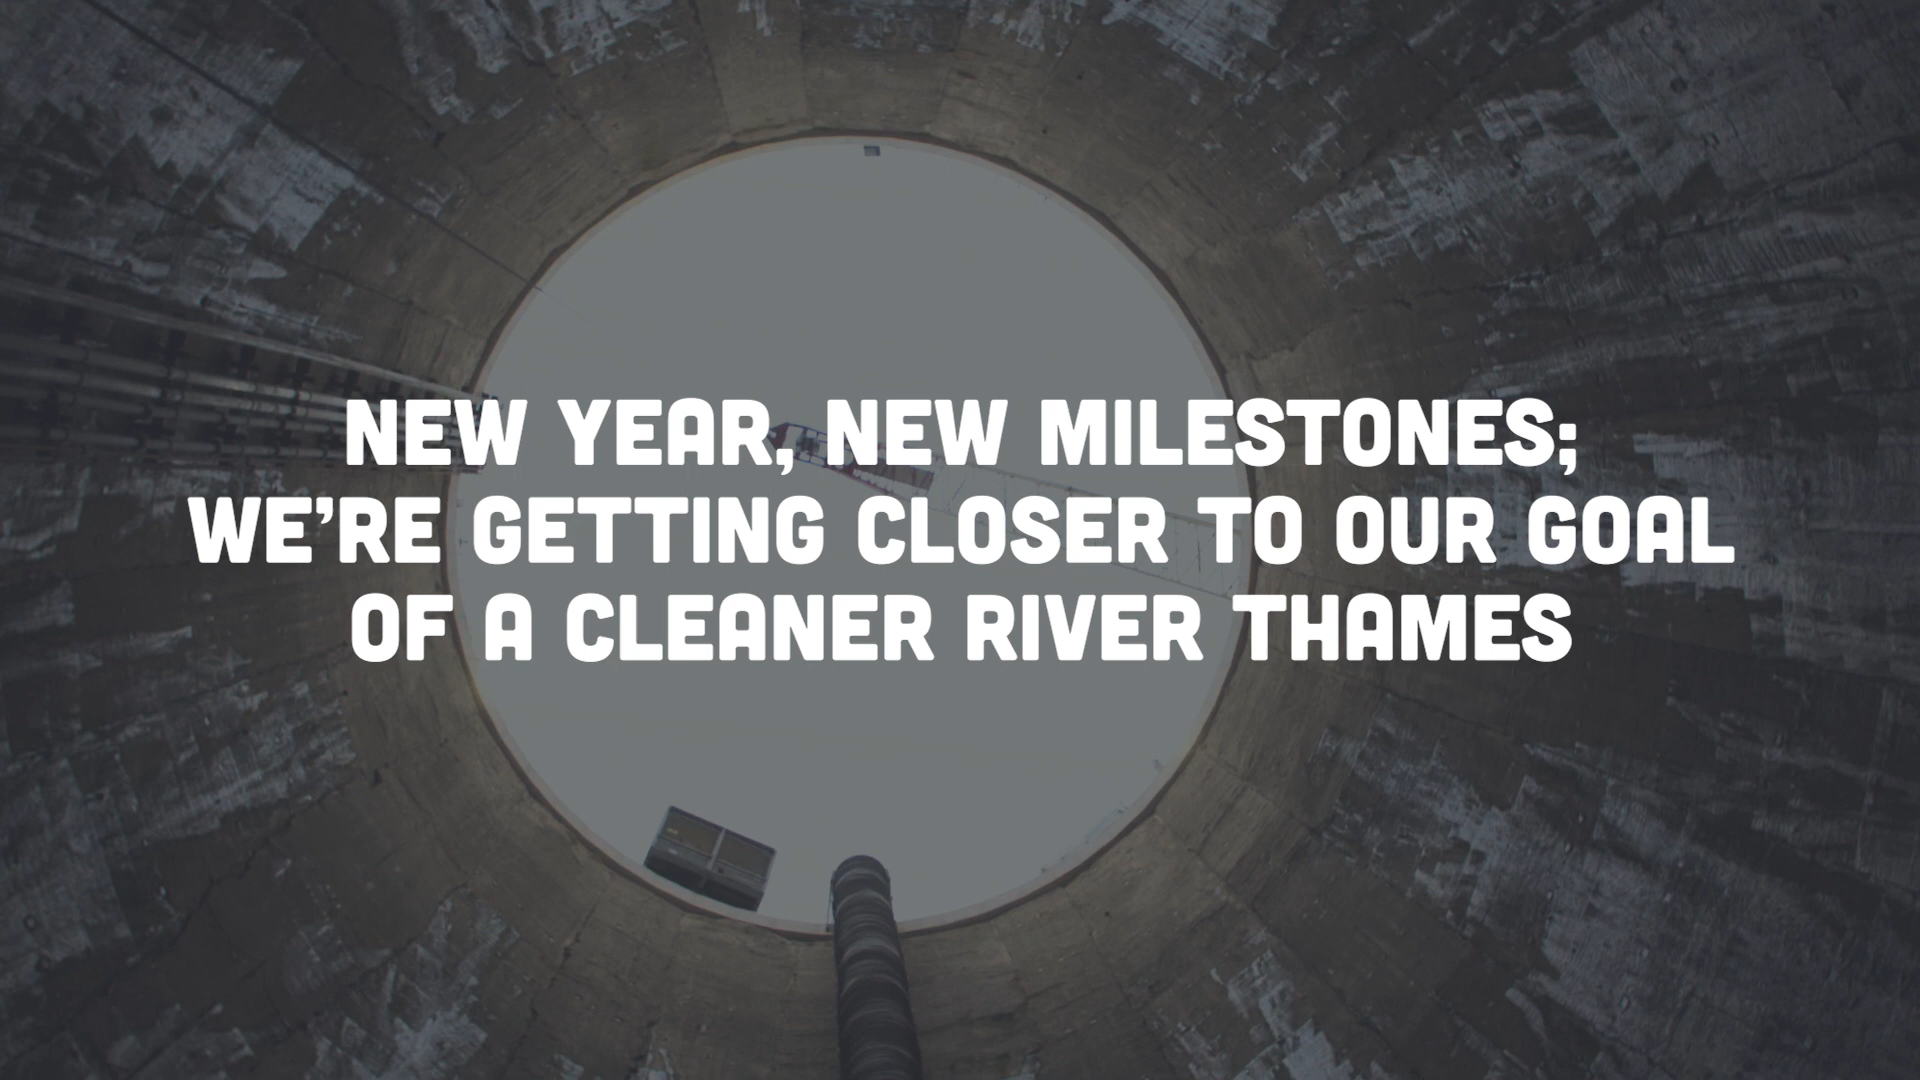 NEW YEAR, NEW MILESTONES;
WE’RE GETTING CLOSER TO OUR GOAL
OF A CLEANER RIVER THAMES